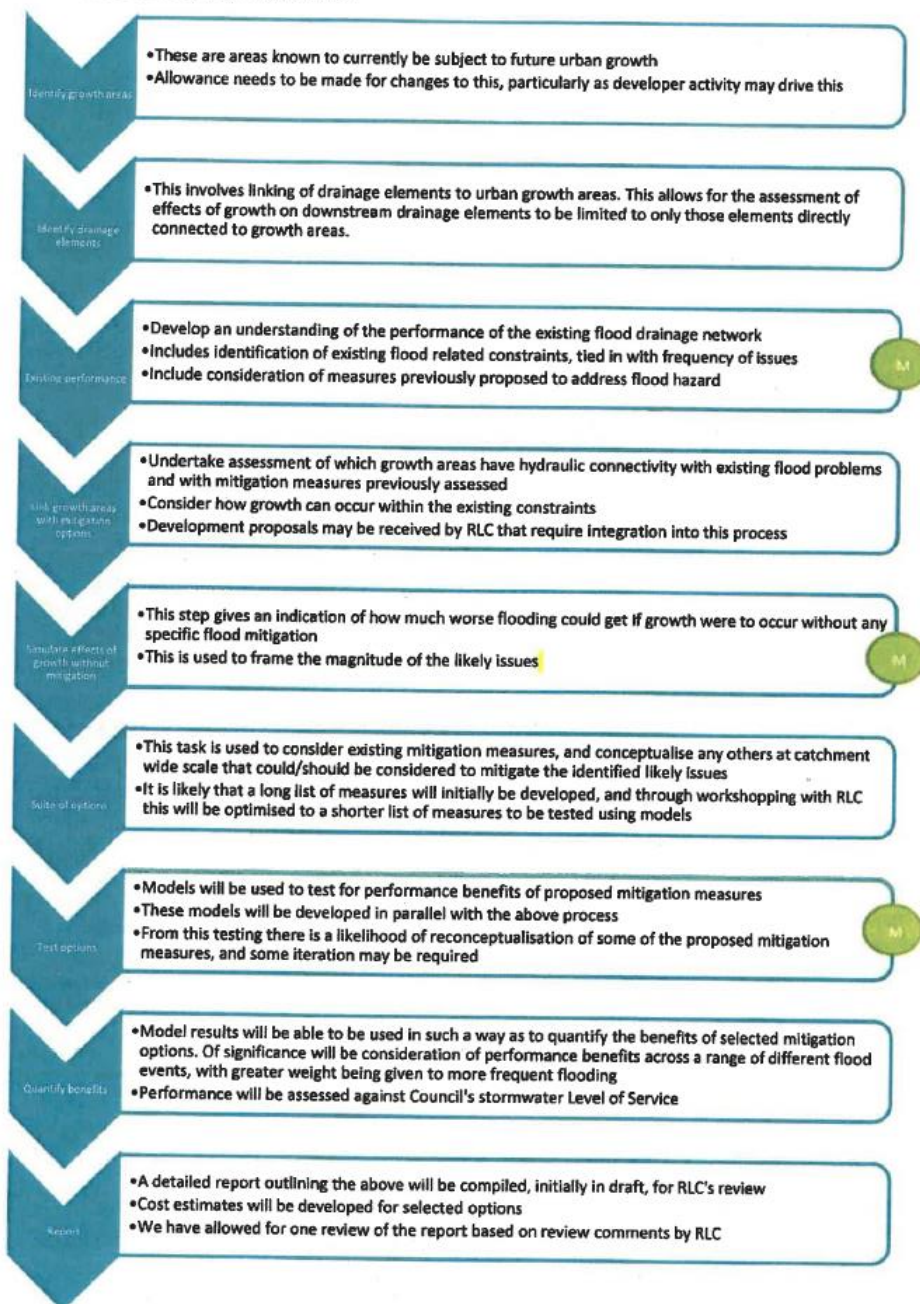 Identify growth areas
•These are areas known to currently be subject to future urban growth
•Allowance needs to be made for changes to this, particularly as developer activity may drive this
Identify drainage
elements
•This involves linking of drainage elements to urban growth areas. This allows for the assessment of
effects of growth on downstream drainage elements to be limited to only those elements directly
connected to growth areas.
Existing performance
•Develop an understanding of the performance of the existing flood drainage network
•Includes identification of existing flood related constraints, tied in with frequency of issues
•Include consideration of measures previously proposed to address flood hazard
M
Link growth areas
with mitigation
options
•Undertake assessment of which growth areas have hydraulic connectivity with existing flood problems
and with mitigation measures previously assessed
•Consider how growth can occur within the existing constraints
•Development proposals may be received by RLC that require integration into this process
Simulate effects of
growth without
mitigation
•This step gives an indication of how much worse flooding could get if growth were to occur without any
specific flood mitigation
•This is used to frame the magnitude of the likely issues
M
Suite of options
•This task is used to consider existing mitigation measures, and conceptualise any others at catchment
wide scale that could/should be considered to mitigate the identified likely issues
•It is likely that a long list of measures will initially be developed, and through workshopping with RLC
this will be optimised to a shorter list of measures to be tested using models
Test options
•Models will be used to test for performance benefits of proposed mitigation measures
•These models will be developed in parallel with the above process
•From this testing there is a likelihood of reconceptualisation of some of the proposed mitigation
measures, and some iteration may be required
M
Quantify benefits
•Model results will be able to be used in such a way as to quantify the benefits of selected mitigation
options. Of significance will be consideration of performance benefits across a range of different flood
events, with greater weight being given to more frequent flooding
•Performance will be assessed against Council's stormwater Level of Service
Report
•A detailed report outlining the above will be compiled, initially in draft, for RLC's review
•Cost estimates will be developed for selected options
•We have allowed for one review of the report based on review comments by RLC